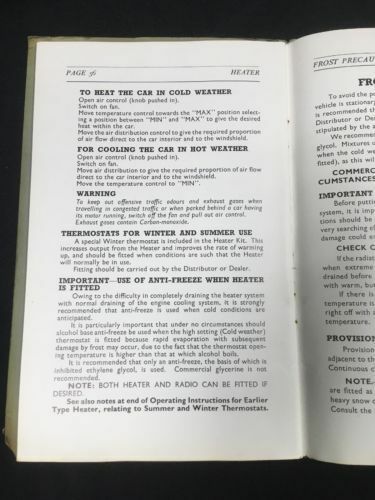 PAGE 56 HEATER
TO HEAT THE CAR IN COLD WEATHER
Open air control (knob pushed in).
Switch on fan.
Move temperature control towards the "MAX" position select-
ing a position between "MIN" and "MAX" to give the desired
heat within the car.
Move the air distribution control to give the required proportion
of air flow direct to the car interior and to the windshield.
FOR COOLING THE CAR IN HOT WEATHER
Open air control (knob pushed in).
Switch on fan.
Move air distribution to give the required proportion of air flow
direct to the car interior and to the windshield.
Move the temperature control to "MIN".
WARNING
To keep out offensive traffic odours and exhaust gases when
travelling in congested traffic or when parked behind a car having
its motor running, switch off the fan and pull out air control.
Exhaust gases contain Carbon-monoxide.
THERMOSTATS FOR WINTER AND SUMMER USE
A special Winter thermostat is included in the Heater Kit. This
increases output from the Heater and improves the rate of warming
up, and should be fitted when conditions are such that the Heater
will normally be in use.
Fitting should be carried out by the Distributor or Dealer.
IMPORTANT—USE OF ANTI-FREEZE WHEN HEATER
IS FITTED
Owing to the difficulty in completely draining the heater system
with normal draining of the engine cooling system, it is strongly
recommended that anti-freeze is used when cold conditions are
anticipated.
It is particularly important that under no circumstances should
alcohol base anti-freeze be used when the high setting (Cold weather)
thermostat is fitted because rapid evaporation with subsequent
damage by frost may occur, due to the fact that the thermostat open-
ing temperature is higher than that at which alcohol boils.
It is recommended that only an anti-freeze, the basis of which is
inhibited ethylene glycol, is used. Commercial glycerine is not
recommended.
NOTE: BOTH HEATER AND RADIO CAN BE FITTED IF
DESIRED.
See also notes at end of Operating Instructions for Earlier
Type Heater, relating to Summer and Winter Thermostats.
FROST PRECAU
FRO
To avoid the po
vehicle is stationary
is recommended th
Distributor or Deal
stipulated by the a
We recommen
glycol. Mixtures o
when the cold wea
fitted), as this will
COMMERC
CUMSTANCES
IMPORTANT
Before puttin
system, it is imp
tions should be
very searching e
damage could e
CHECK C
If the radia
when extreme
drained before
with warm, but
If there is
temperature is
right off with a
temperature.
PROVISION
Provision
adjacent to the
Continuous c
NOTE.
are fitted as
heavy snow c
Consult the